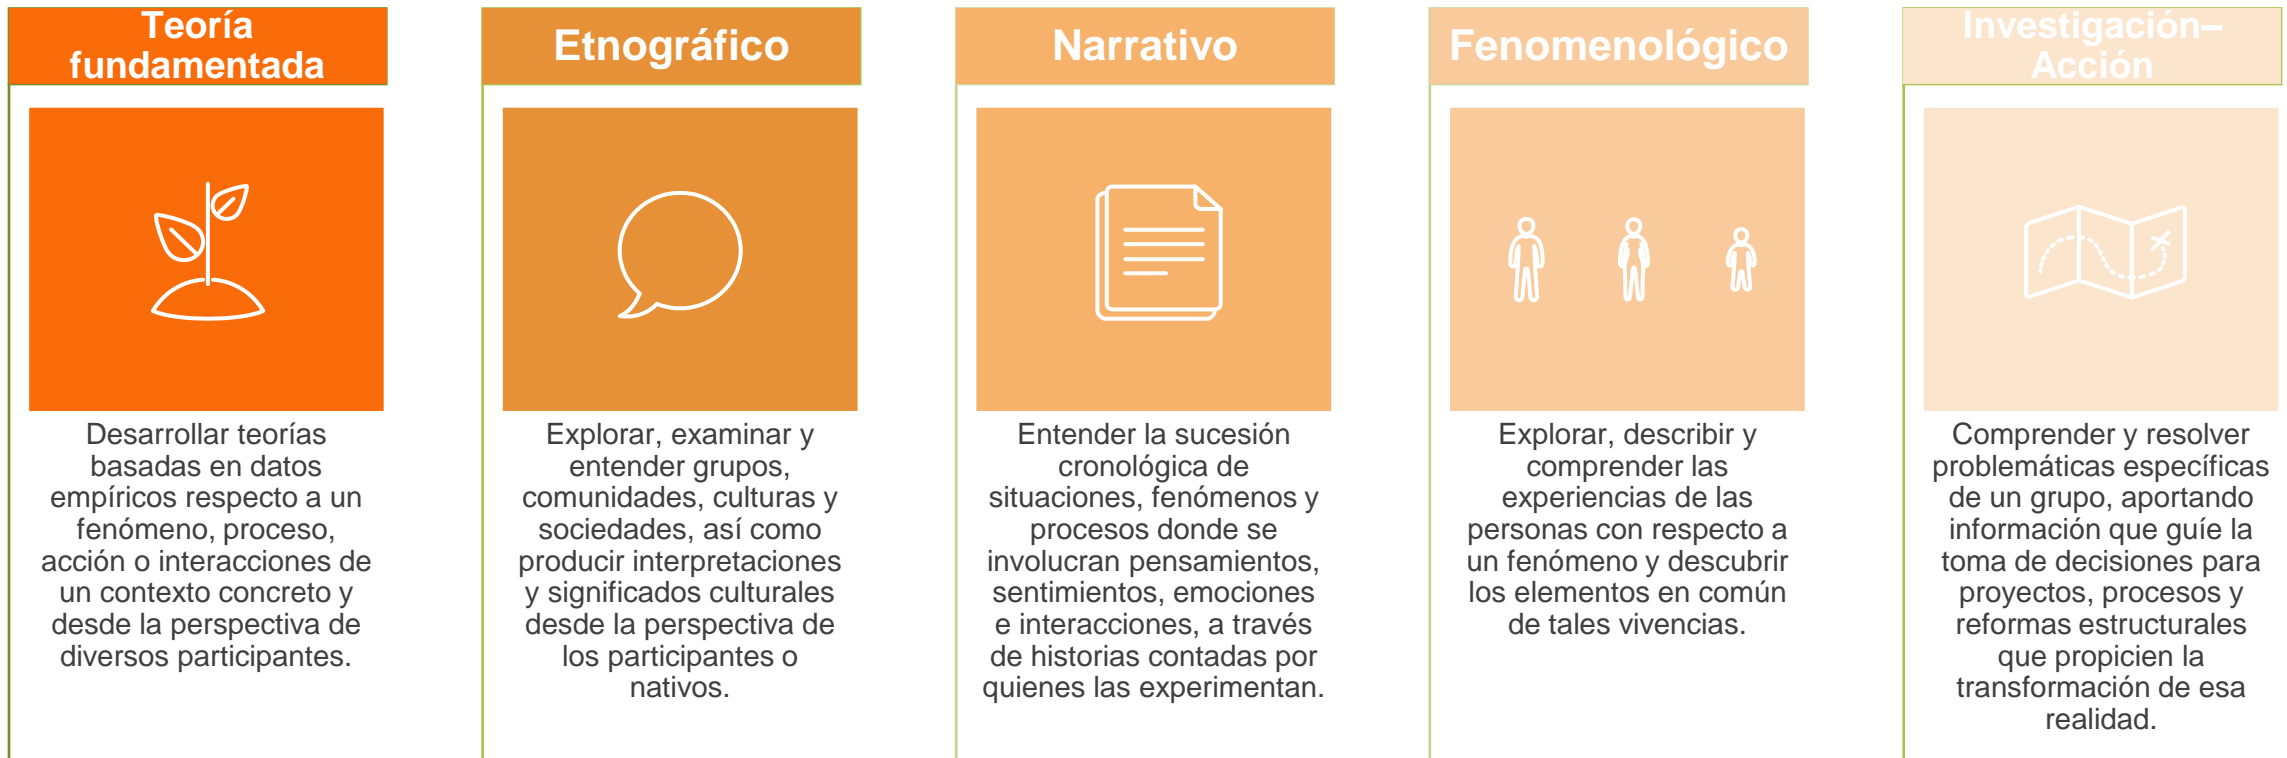 Teoría
fundamentada
Desarrollar teorías
basadas en datos
empíricos respecto a un
fenómeno, proceso,
acción o interacciones de
un contexto concreto y
desde la perspectiva de
diversos participantes.
Etnográfico
Explorar, examinar y
entender grupos,
comunidades, culturas y
sociedades, así como
producir interpretaciones
y significados culturales
desde la perspectiva de
los participantes o
nativos.
Narrativo
Entender la sucesión
cronológica de
situaciones, fenómenos y
procesos donde se
involucran pensamientos,
sentimientos, emociones
e interacciones, a través
de historias contadas por
quienes las experimentan.
Fenomenológico
Explorar, describir y
comprender las
experiencias de las
personas con respecto a
un fenómeno y descubrir
los elementos en común
de tales vivencias.
Investigación–
Acción
Comprender y resolver
problemáticas específicas
de un grupo, aportando
información que guíe la
toma de decisiones para
proyectos, procesos y
reformas estructurales
que propicien la
transformación de esa
realidad.